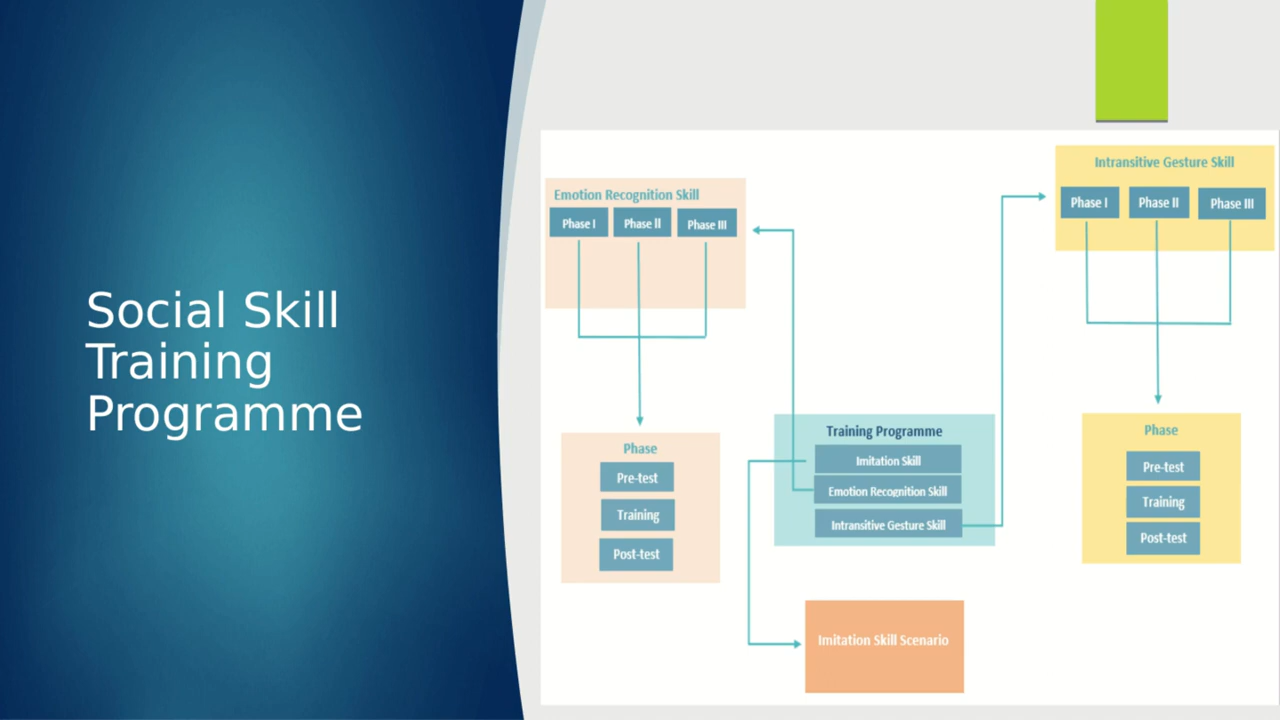 Social Skill
Training
Programme
Emotion Recognition Skill
Phase I
Phase II
Phase III
Phase
Pre-test
Training
Post-test
Training Programme
Imitation Skill
Emotion Recognition Skill
Intransitive Gesture Skill
Imitation Skill Scenario
Intransitive Gesture Skill
Phase I
Phase II
Phase III
Phase
Pre-test
Training
Post-test